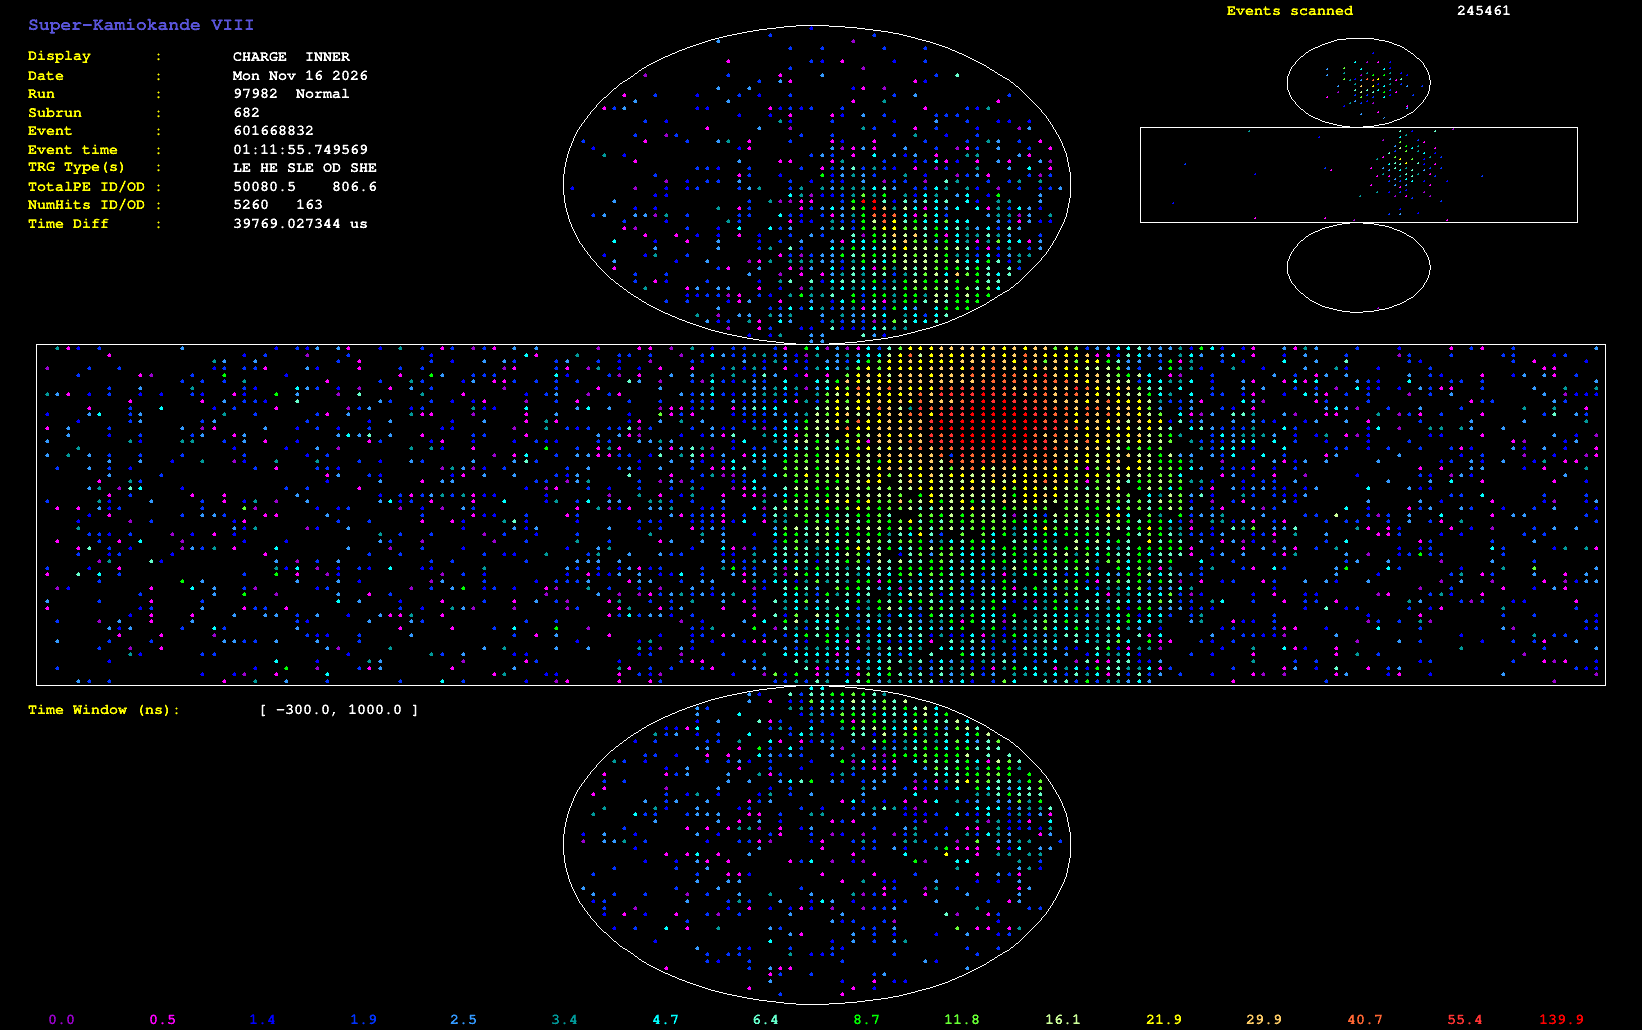 Super-Kamiokande VIII
Events scanned 245461
Display : CHARGE INNER
Date : Mon Nov 16 2026
Run : 97982 Normal
Subrun : 682
Event : 601668832
Event time : 01:11:55.749569
TRG Type(s) : LE HE SLE OD SHE
TotalPE ID/OD : 50080.5 806.6
NumHits ID/OD : 5260 163
Time Diff : 39769.027344 us
Time Window (ns): [ -300.0, 1000.0 ]
0.0 0.5 1.4 1.9 2.5 3.4 4.7 6.4 8.7 11.8 16.1 21.9 29.9 40.7 55.4 139.9